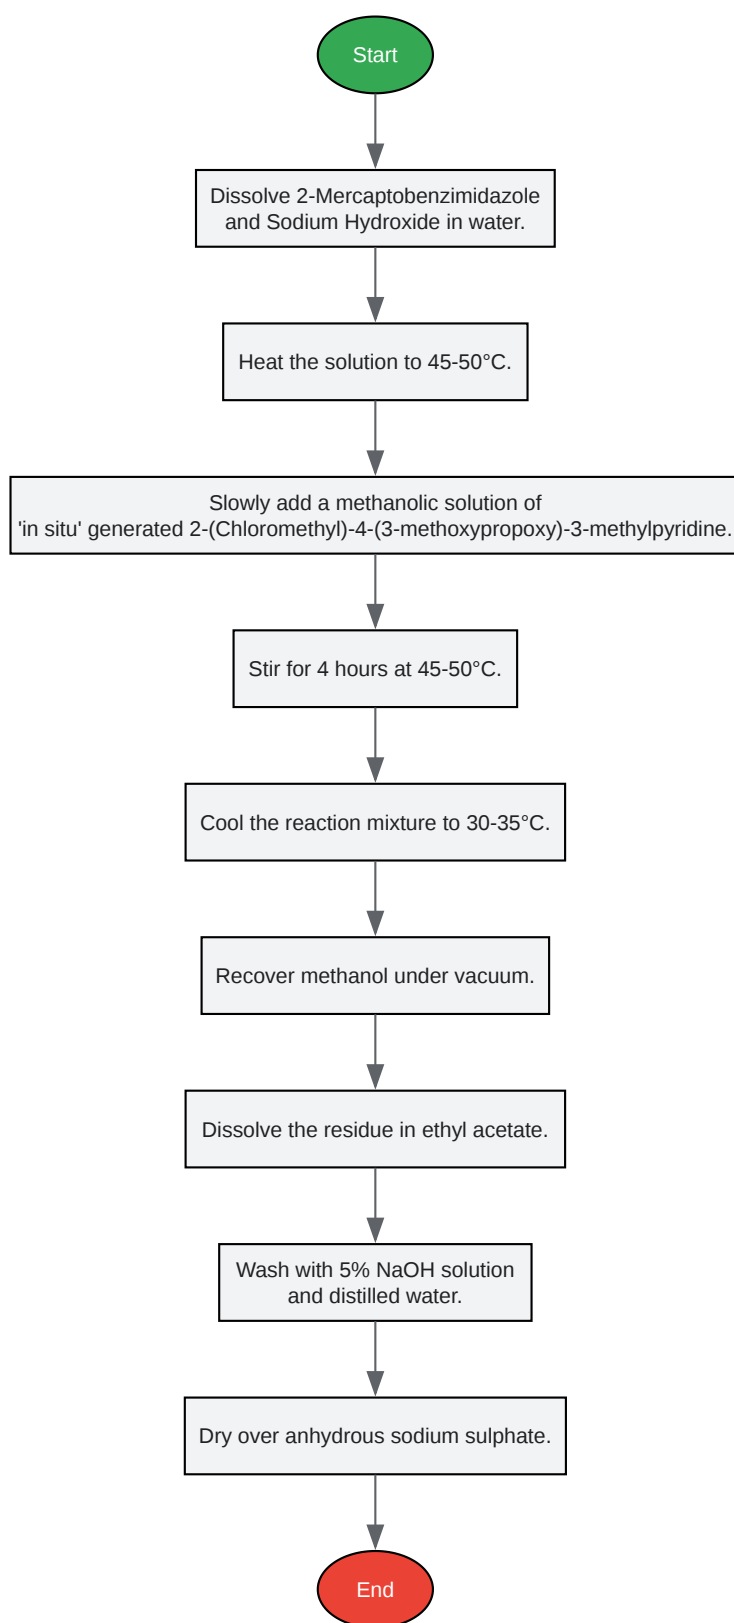 Start
Dissolve 2-Mercaptobenzimidazole
and Sodium Hydroxide in water.
Heat the solution to 45-50°C.
Slowly add a methanolic solution of
'in situ' generated 2-(Chloromethyl)-4-(3-methoxypropoxy)-3-methylpyridine.
Stir for 4 hours at 45-50°C.
Cool the reaction mixture to 30-35°C.
Recover methanol under vacuum.
Dissolve the residue in ethyl acetate.
Wash with 5% NaOH solution
and distilled water.
Dry over anhydrous sodium sulphate.
End